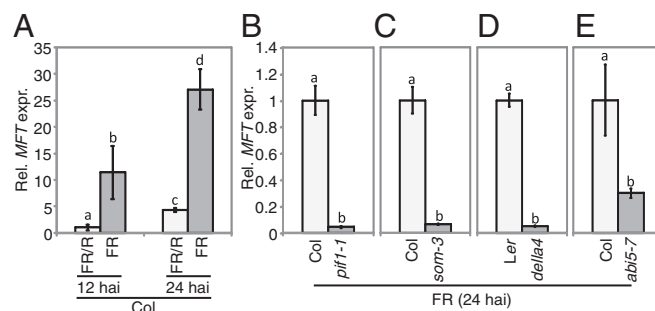 A
B
C
D
E
Rel. MFT expr.
35
30
25
20
15
10
5
0
a
b
c
d
FR/R
FR
FR/R
FR
12 hai
24 hai
Col
Rel. MFT expr.
1.4
1.2
1
0.8
0.6
0.4
0.2
0
a
b
a
b
a
b
a
b
Col
pif1-1
Col
som-3
Ler
della4
Col
abi5-7
FR (24 hai)